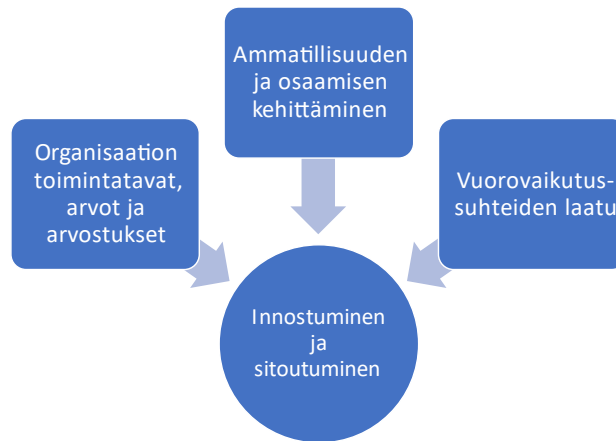 Ammatillisuuden
ja osaamisen
kehittäminen
Organisaation
toimintatavat,
arvot ja
arvostukset
Vuorovaikutus-
suhteiden laatu
Innostuminen
ja
sitoutuminen